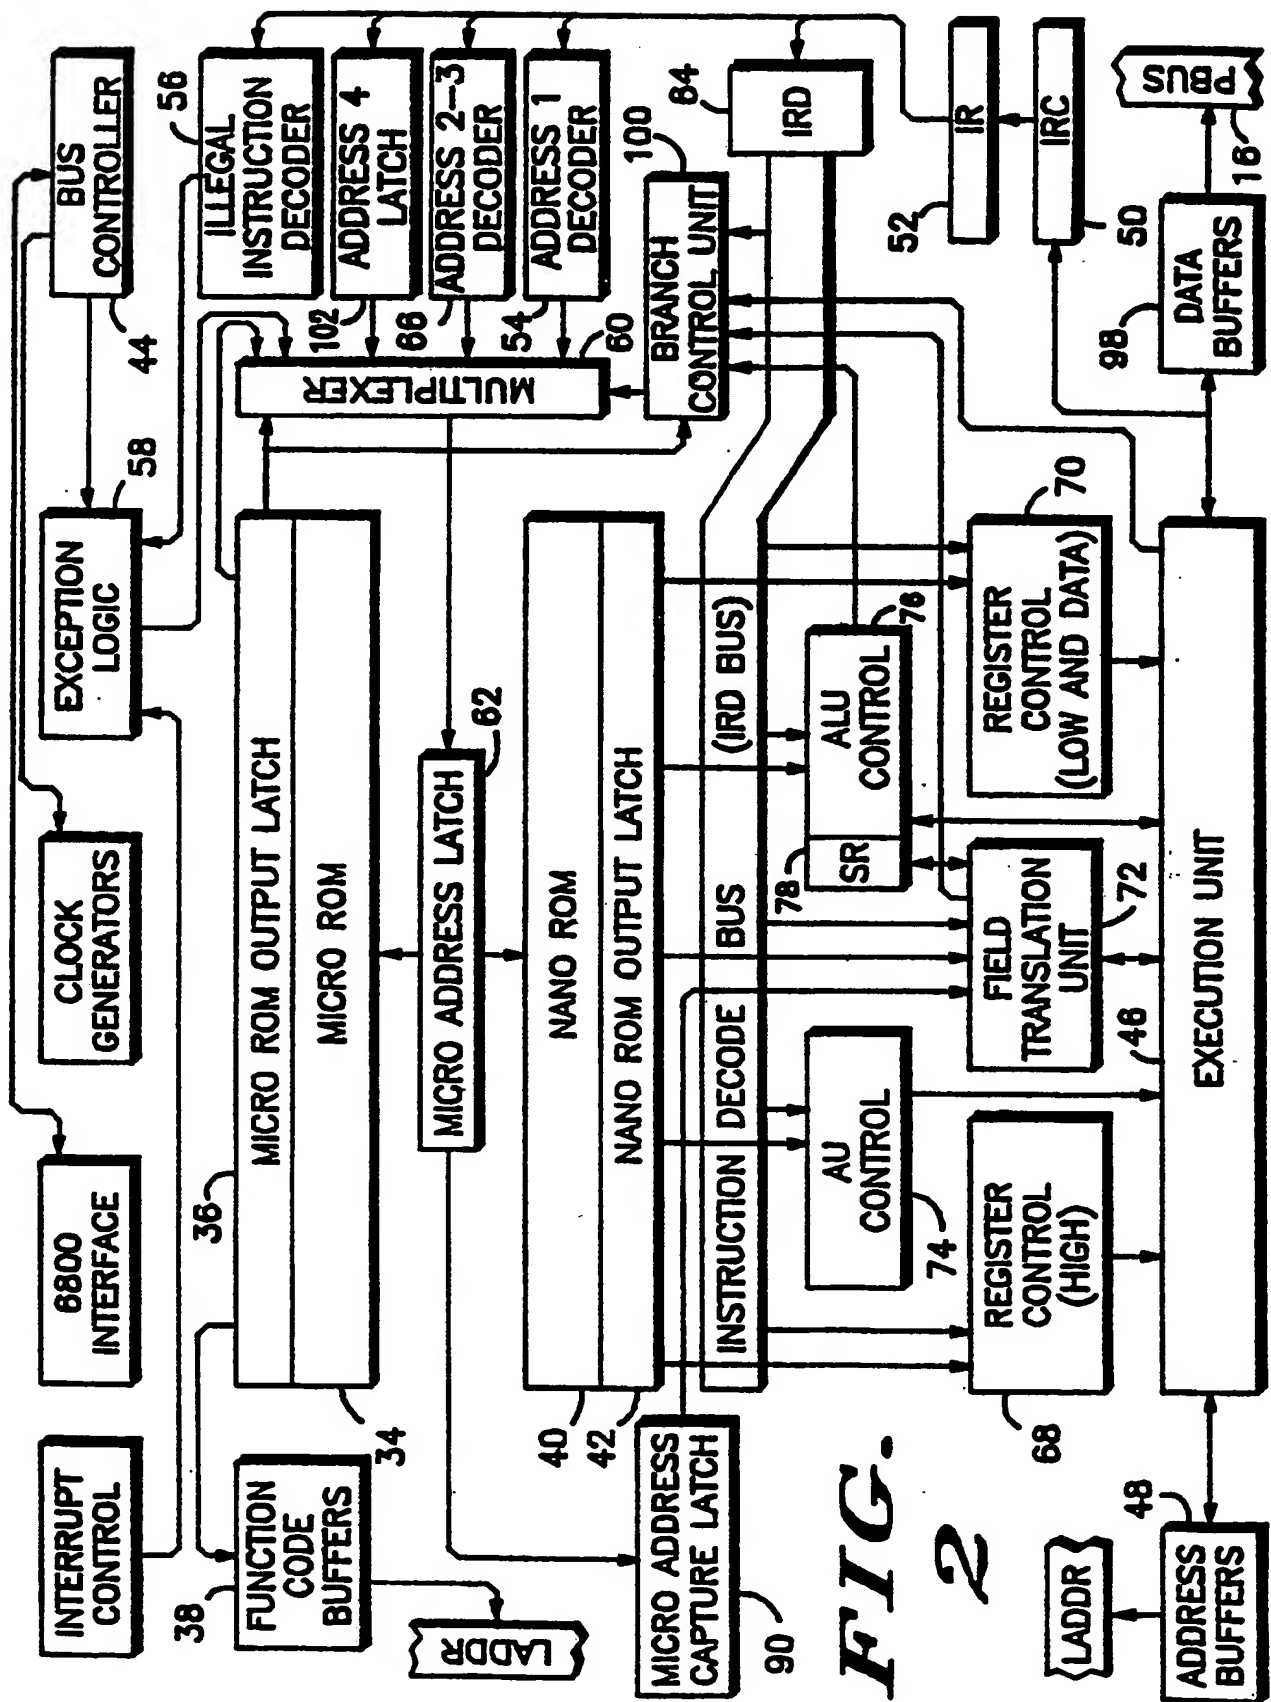 INTERRUPT
CONTROL
6800
INTERFACE
CLOCK
GENERATORS
EXCEPTION
LOGIC
58
BUS
CONTROLLER
44
38
FUNCTION
CODE
BUFFERS
LADDR
36
MICRO ROM OUTPUT LATCH
MICRO ROM
34
MICRO ADDRESS LATCH
62
MULTIPLEXER
60
56
ILLEGAL
INSTRUCTION
DECODER
102
ADDRESS 4
LATCH
66
ADDRESS 2-3
DECODER
54
ADDRESS 1
DECODER
40
42
NANO ROM
NANO ROM OUTPUT LATCH
BRANCH
CONTROL UNIT
100
64
IRD
MICRO ADDRESS
CAPTURE LATCH
90
INSTRUCTION DECODE BUS (IRD BUS)
AU
CONTROL
74
78
SR
ALU
CONTROL
76
52
IR
IRC
50
68
REGISTER
CONTROL
(HIGH)
FIELD
TRANSLATION
UNIT
72
REGISTER
CONTROL
(LOW AND DATA)
70
46
EXECUTION UNIT
98
DATA
BUFFERS
16
PBUS
LADDR
48
ADDRESS
BUFFERS
FIG.
2